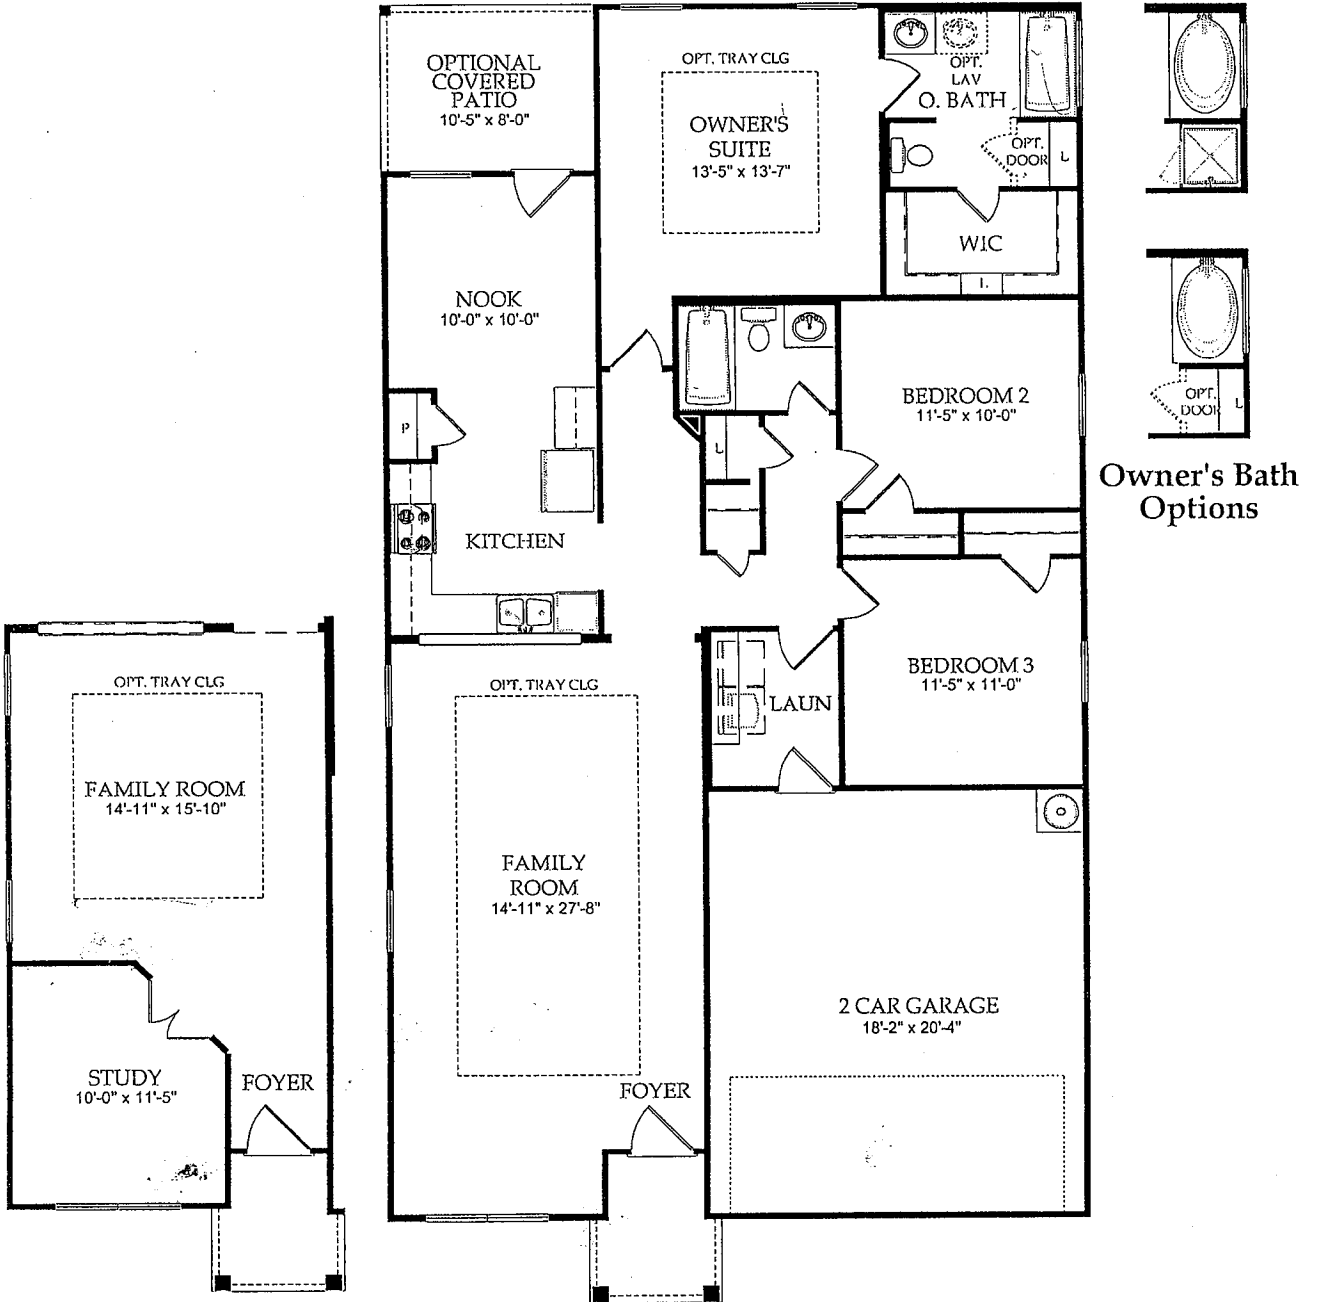 OPTIONAL
COVERED
PATIO
10'-5" x 8'-0"
OPT. TRAY CLG
OWNER'S
SUITE
13'-5" x 13'-7"
OPT.
LAV
O. BATH
OPT.
DOOR
L
WIC
L
NOOK
10'-0" x 10'-0"
P
L
BEDROOM 2
11'-5" x 10'-0"
OPT.
DOOR
L
Owner's Bath
Options
KITCHEN
BEDROOM 3
11'-5" x 11'-0"
LAUN
OPT. TRAY CLG
FAMILY ROOM
14'-11" x 15'-10"
OPT. TRAY CLG
FAMILY
ROOM
14'-11" x 27'-8"
2 CAR GARAGE
18'-2" x 20'-4"
STUDY
10'-0" x 11'-5"
FOYER
FOYER